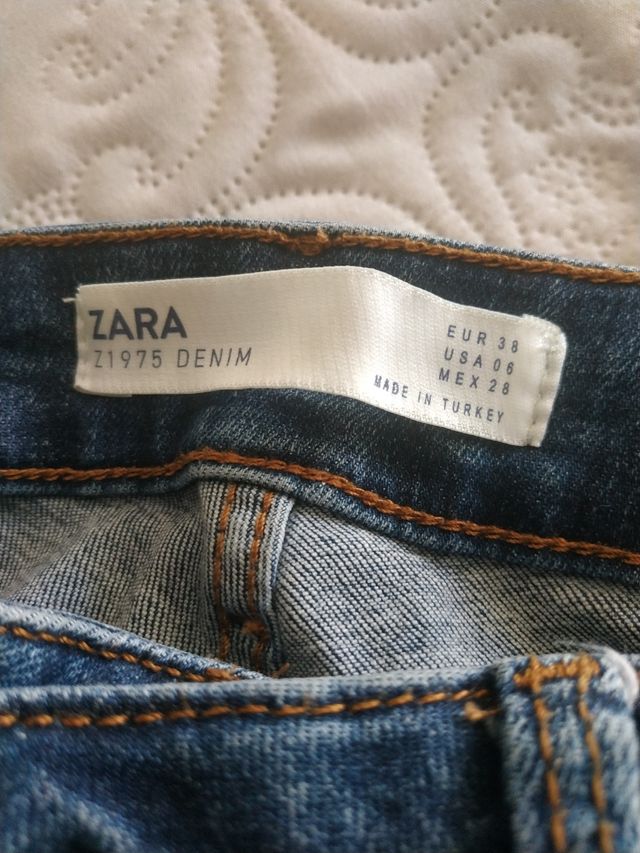 ZARA
Z1975 DENIM
EUR 38
USA 06
MEX 28
MADE IN TURKEY